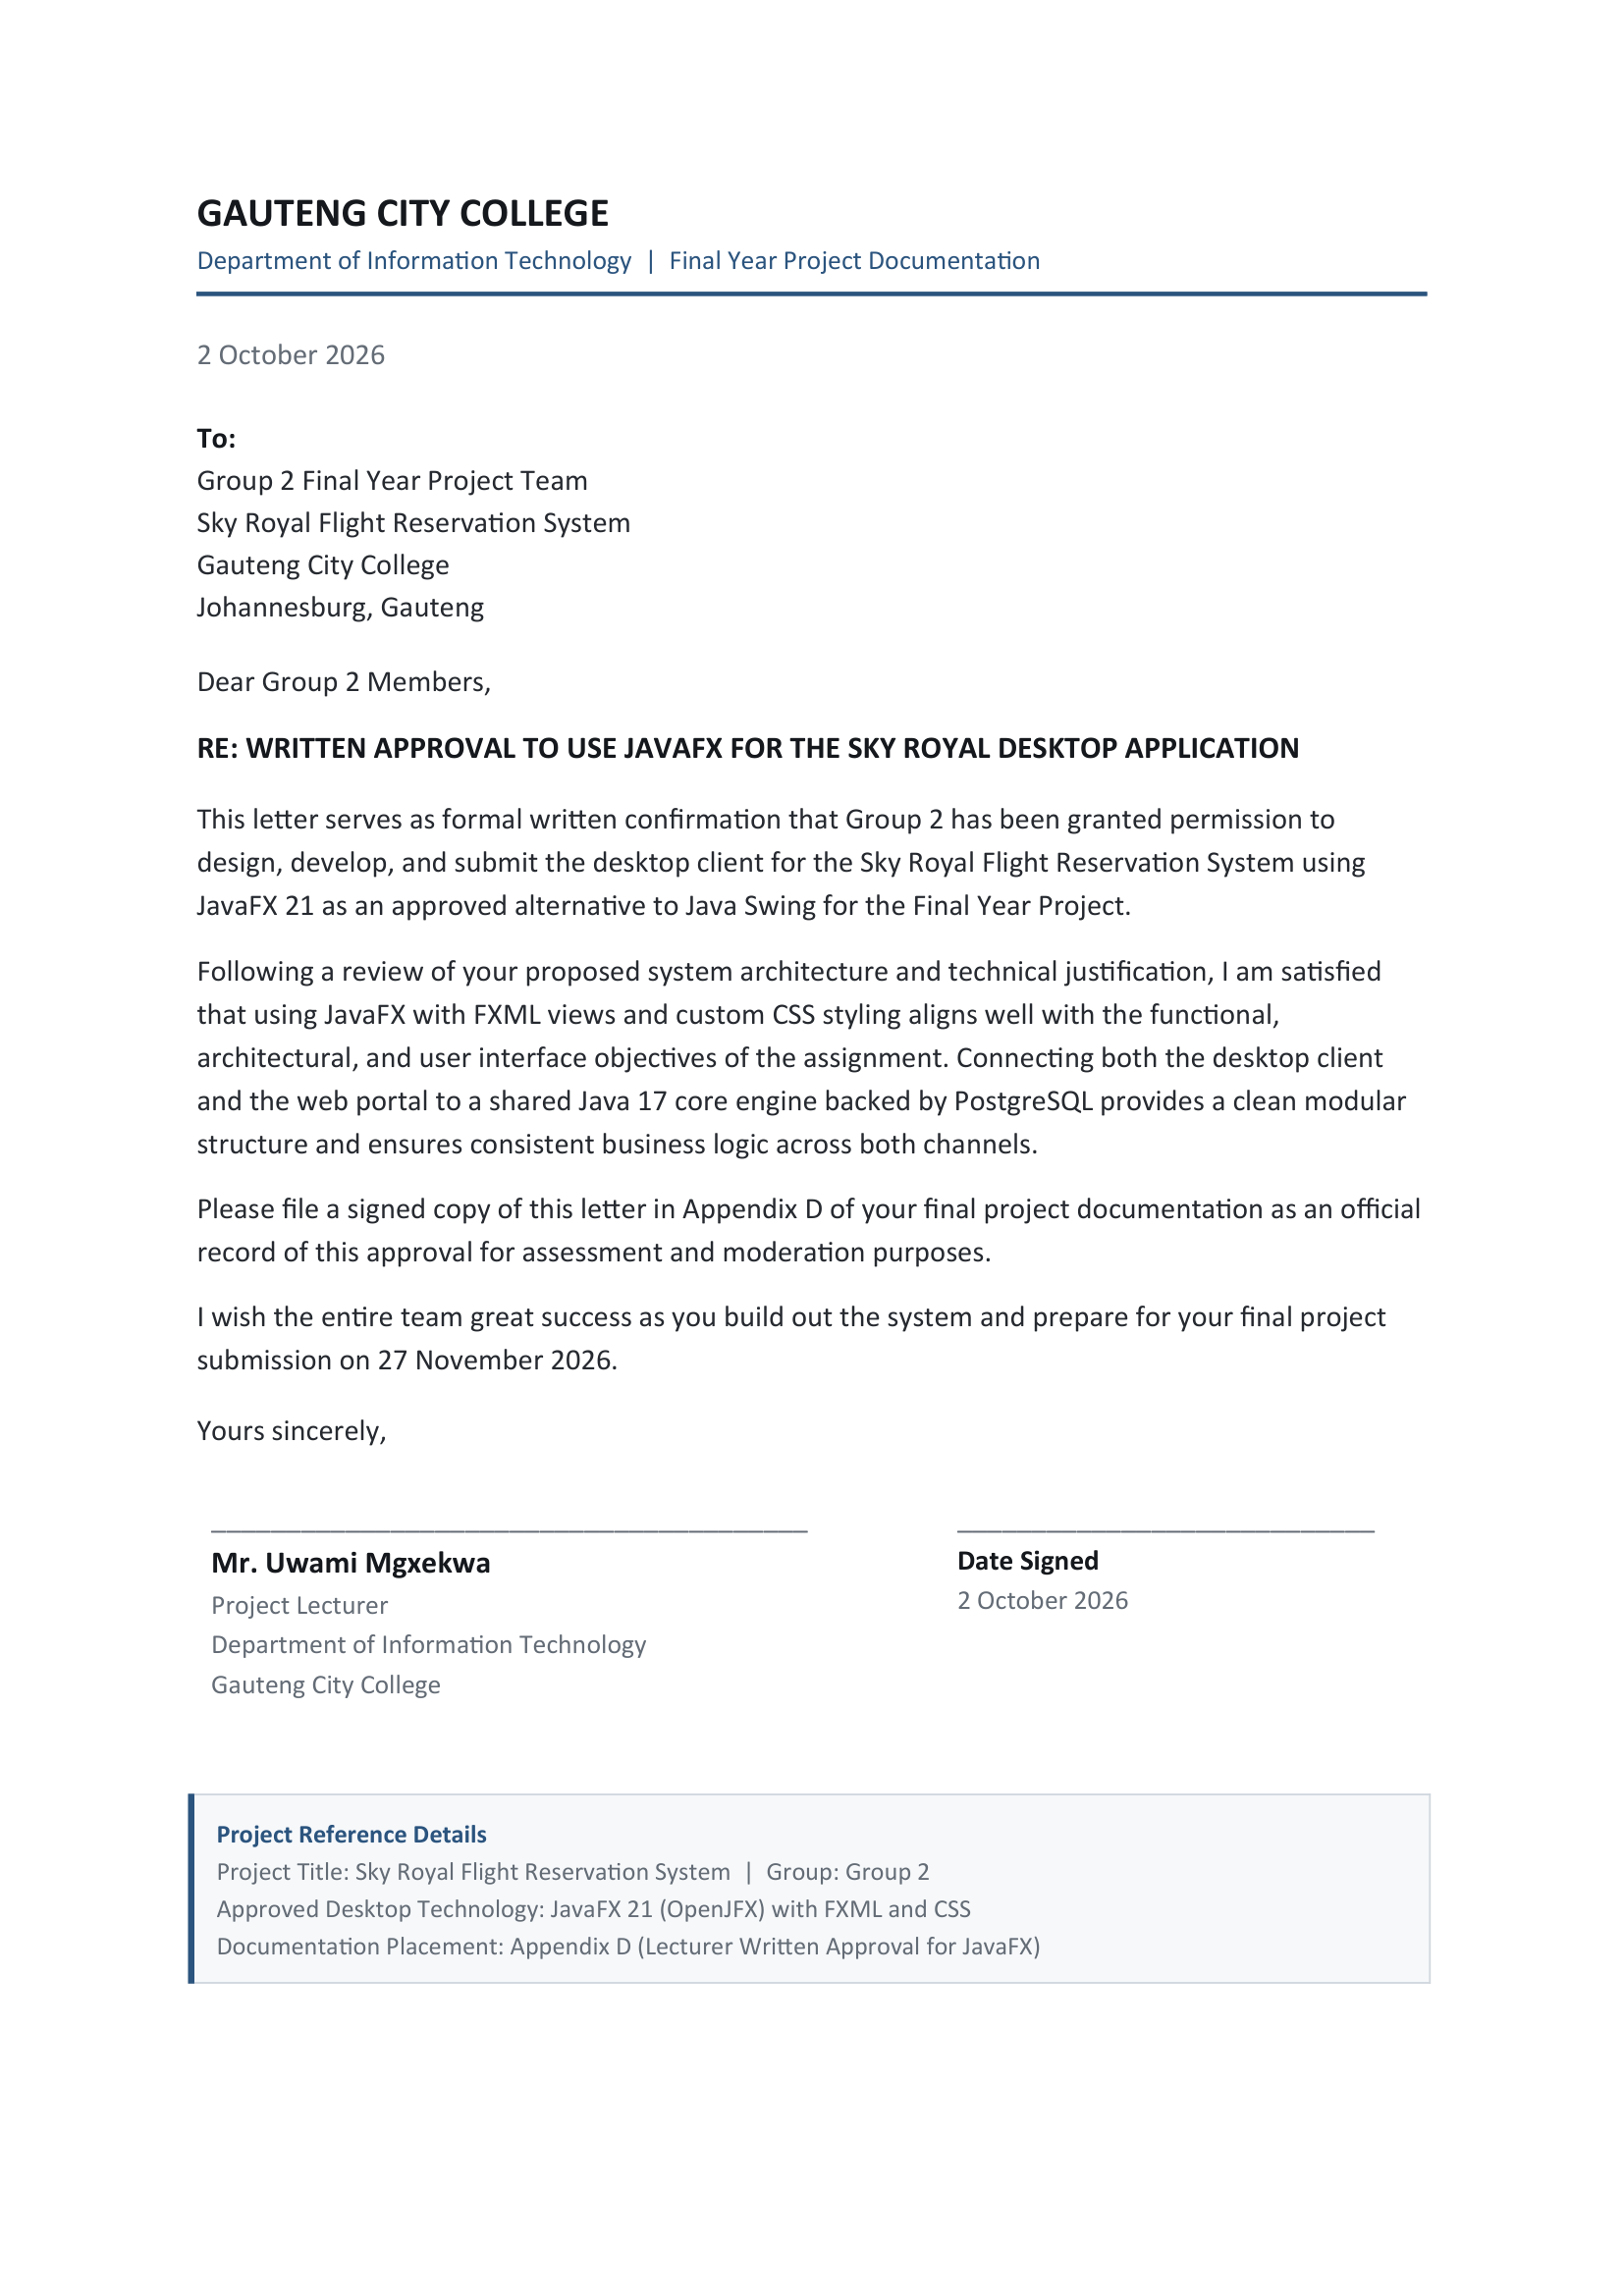 GAUTENG CITY COLLEGE
Department of Information Technology | Final Year Project Documentation
2 October 2026
To:
Group 2 Final Year Project Team
Sky Royal Flight Reservation System
Gauteng City College
Johannesburg, Gauteng
Dear Group 2 Members,
RE: WRITTEN APPROVAL TO USE JAVAFX FOR THE SKY ROYAL DESKTOP APPLICATION
This letter serves as formal written confirmation that Group 2 has been granted permission to
design, develop, and submit the desktop client for the Sky Royal Flight Reservation System using
JavaFX 21 as an approved alternative to Java Swing for the Final Year Project.
Following a review of your proposed system architecture and technical justification, I am satisfied
that using JavaFX with FXML views and custom CSS styling aligns well with the functional,
architectural, and user interface objectives of the assignment. Connecting both the desktop client
and the web portal to a shared Java 17 core engine backed by PostgreSQL provides a clean modular
structure and ensures consistent business logic across both channels.
Please file a signed copy of this letter in Appendix D of your final project documentation as an official
record of this approval for assessment and moderation purposes.
I wish the entire team great success as you build out the system and prepare for your final project
submission on 27 November 2026.
Yours sincerely,
Mr. Uwami Mgxekwa
Project Lecturer
Department of Information Technology
Gauteng City College
Date Signed
2 October 2026
Project Reference Details
Project Title: Sky Royal Flight Reservation System | Group: Group 2
Approved Desktop Technology: JavaFX 21 (OpenJFX) with FXML and CSS
Documentation Placement: Appendix D (Lecturer Written Approval for JavaFX)